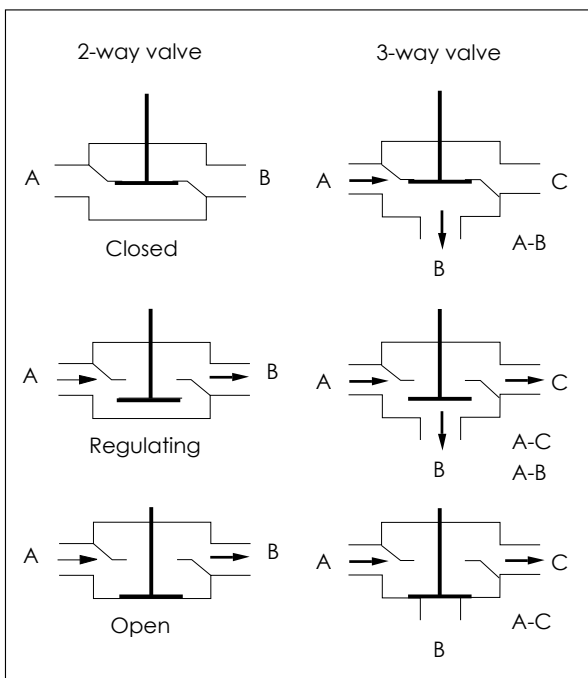 2-way valve
3-way valve
A
B
Closed
A
C
B
A-B
A
B
Regulating
A
C
B
A-C
A-B
A
B
Open
A
C
B
A-C